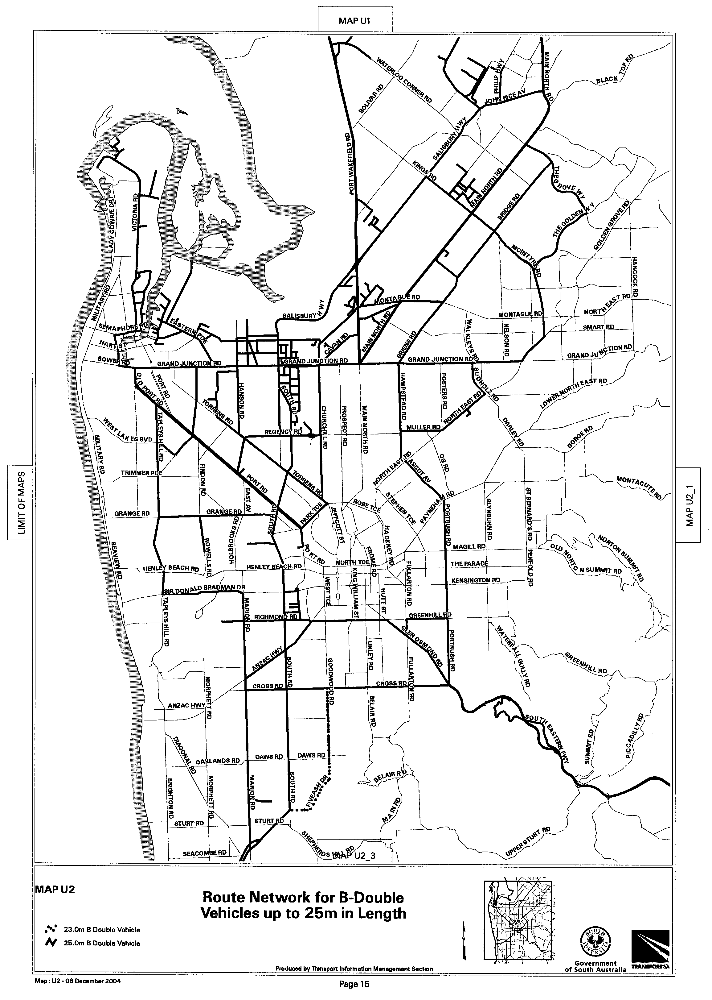 MAP U1
WATERLOO CORNER RD
BOLIVAR RD
PHILIP HWY
MAIN NORTH RD
BLACK TOP RD
JOHN RICE AV
PORT WAKEFIELD RD
SALISBURY HWY
KINGS RD
MAIN NORTH RD
THE GROVE WY
BRIDGE RD
THE GOLDEN WY
GOLDEN GROVE RD
LADY GOWRIE DR
VICTORIA RD
MCINTYRE RD
HANCOCK RD
MILITARY RD
MONTAGUE RD
SALISBURY HWY
NORTH EAST RD
MONTAGUE RD
SEMAPHORE RD
EASTERN PDE
MAIN NORTH RD
WALKLEYS RD
NELSON RD
SMART RD
HART ST
CAVAN RD
BRIENS RD
BOWER RD
GRAND JUNCTION RD
GRAND JUNCTION RD
GRAND JUNCTION RD
GRAND JUNCTION RD
OLD PORT RD
PORT RD
HANSON RD
SOUTH RD
HAMPSTEAD RD
FOSTERS RD
SUDHOLZ RD
LOWER NORTH EAST RD
TORRENS RD
CHURCHILL RD
PROSPECT RD
MAIN NORTH RD
NORTH EAST RD
WEST LAKES BVD
TAPLEYS HILL RD
REGENCY RD
MULLER RD
DARLEY RD
GORGE RD
MILITARY RD
TRIMMER PDE
FINDON RD
PORT RD
TORRENS RD
NORTH EAST RD
ASCOT AV
OG RD
MONTACUTE RD
LIMIT OF MAPS
MAP U2_1
EAST AV
GRANGE RD
GRANGE RD
SOUTH RD
PARK TCE
JEFFCOTT ST
ROBE TCE
STEPHEN TCE
PAYNEHAM RD
PORTRUSH RD
GLYNBURN RD
ST BERNARD'S RD
HOLBROOKS RD
ROWELLS RD
SEAVIEW RD
HACKNEY RD
MAGILL RD
OLD NORTON SUMMIT RD
NORTON SUMMIT RD
PORT RD
NORTH TCE
FROME RD
THE PARADE
PENFOLD RD
HENLEY BEACH RD
HENLEY BEACH RD
KING WILLIAM ST
FULLARTON RD
KENSINGTON RD
SIR DONALD BRADMAN DR
WEST TCE
HUTT ST
TAPLEYS HILL RD
MARION RD
RICHMOND RD
GREENHILL RD
GLEN OSMOND RD
PORTRUSH RD
WATERFALL GULLY RD
GREENHILL RD
ANZAC HWY
SOUTH RD
GOODWOOD RD
UNLEY RD
FULLARTON RD
CROSS RD
CROSS RD
MORPHETT RD
ANZAC HWY
BELAIR RD
SOUTH EASTERN FWY
SUMMIT RD
PICCADILLY RD
DIAGONAL RD
OAKLANDS RD
DAWS RD
DAWS RD
BELAIR RD
BRIGHTON RD
MORPHETT RD
MARION RD
SOUTH RD
FIVEASH DR
MAIN RD
STURT RD
STURT RD
SHEPHERDS HILL RD
UPPER STURT RD
SEACOMBE RD
MAP U2_3
MAP U2
Route Network for B-Double
Vehicles up to 25m in Length
23.0m B Double Vehicle
25.0m B Double Vehicle
N
SOUTH AUSTRALIA
Government
of South Australia
TRANSPORT SA
Produced by Transport Information Management Section
Map : U2 - 06 December 2004
Page 15